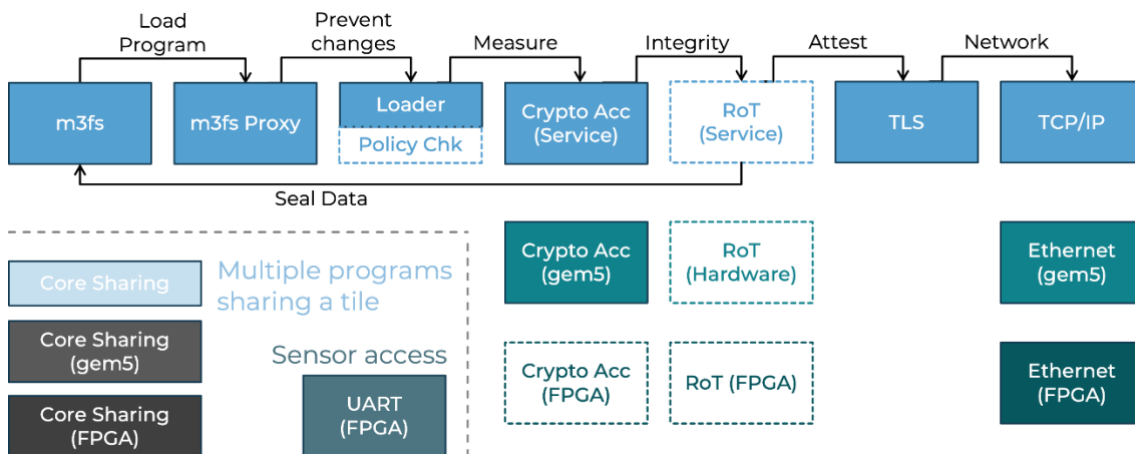 Load
Program
Prevent
changes
Measure
Integrity
Attest
Network
m3fs
m3fs Proxy
Loader
Policy Chk
Crypto Acc
(Service)
RoT
(Service)
TLS
TCP/IP
Seal Data
Crypto Acc
(gem5)
RoT
(Hardware)
Ethernet
(gem5)
Core Sharing
Multiple programs
sharing a tile
Core Sharing
(gem5)
Sensor access
Core Sharing
(FPGA)
UART
(FPGA)
Crypto Acc
(FPGA)
RoT (FPGA)
Ethernet
(FPGA)